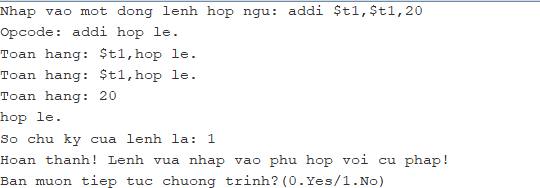 Nhap vao mot dong lenh hop ngu: addi $t1,$t1,20
Opcode: addi hop le.
Toan hang: $t1,hop le.
Toan hang: $t1,hop le.
Toan hang: 20
hop le.
So chu ky cua lenh la: 1
Hoan thanh! Lenh vua nhap vao phu hop voi cu phap!
Ban muon tiep tuc chuong trinh?(0.Yes/1.No)